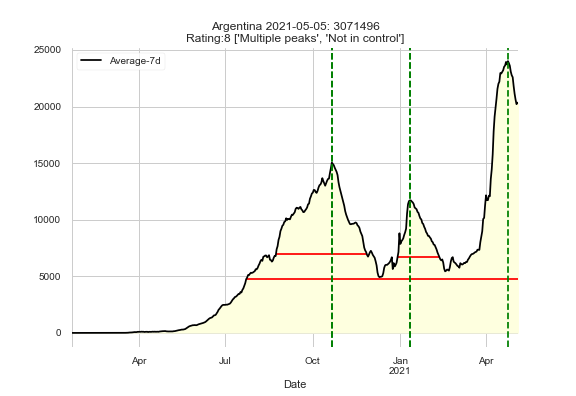 Argentina 2021-05-05: 3071496
Rating:8 ['Multiple peaks', 'Not in control']
25000
Average-7d
20000
15000
10000
5000
0
Apr
Jul
Oct
Jan
2021
Apr
Date